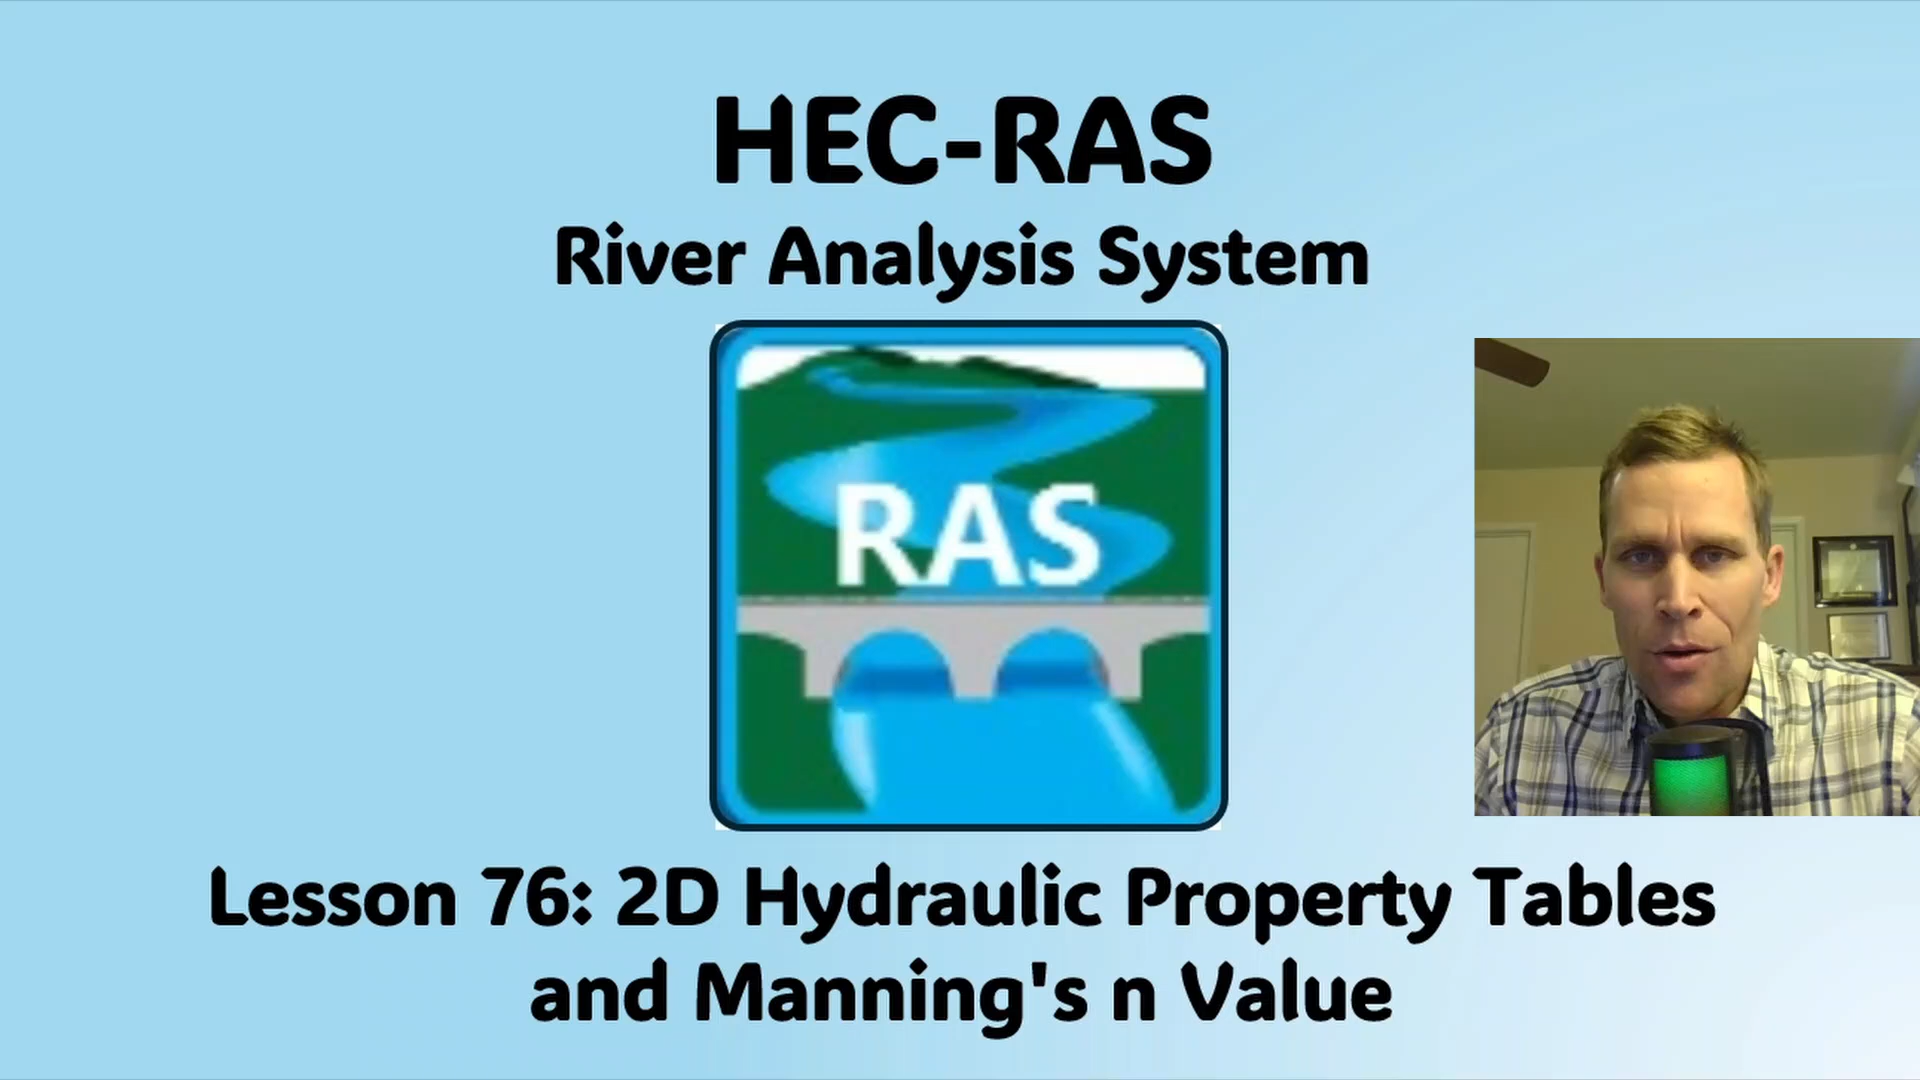 HEC-RAS
River Analysis System
RAS
Lesson 76: 2D Hydraulic Property Tables
and Manning's n Value